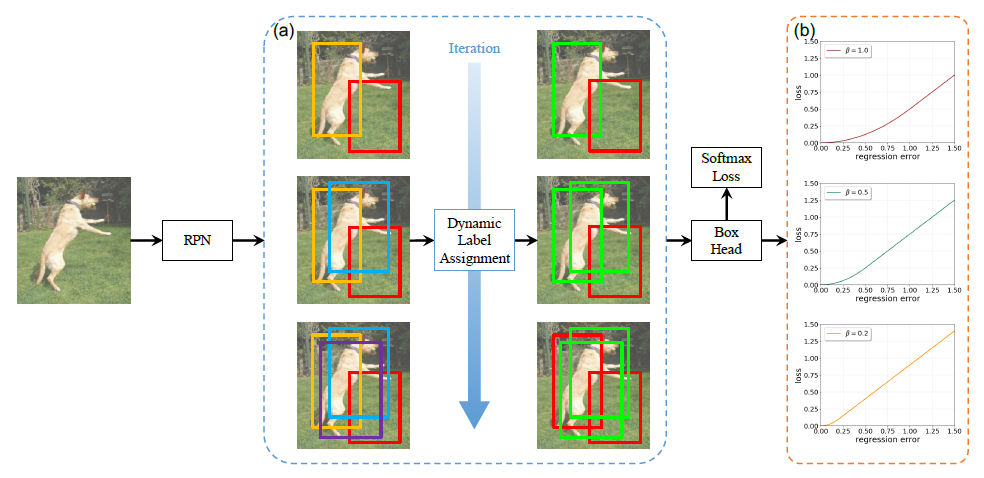 (a)
Iteration
RPN
Dynamic
Label
Assignment
Softmax
Loss
Box
Head
(b)
β = 1.0
1.50
1.25
1.00
0.75
0.50
0.25
0.00
loss
0.00 0.25 0.50 0.75 1.00 1.25 1.50
regression error
β = 0.5
1.50
1.25
1.00
0.75
0.50
0.25
0.00
loss
0.00 0.25 0.50 0.75 1.00 1.25 1.50
regression error
β = 0.2
1.50
1.25
1.00
0.75
0.50
0.25
0.00
loss
0.00 0.25 0.50 0.75 1.00 1.25 1.50
regression error